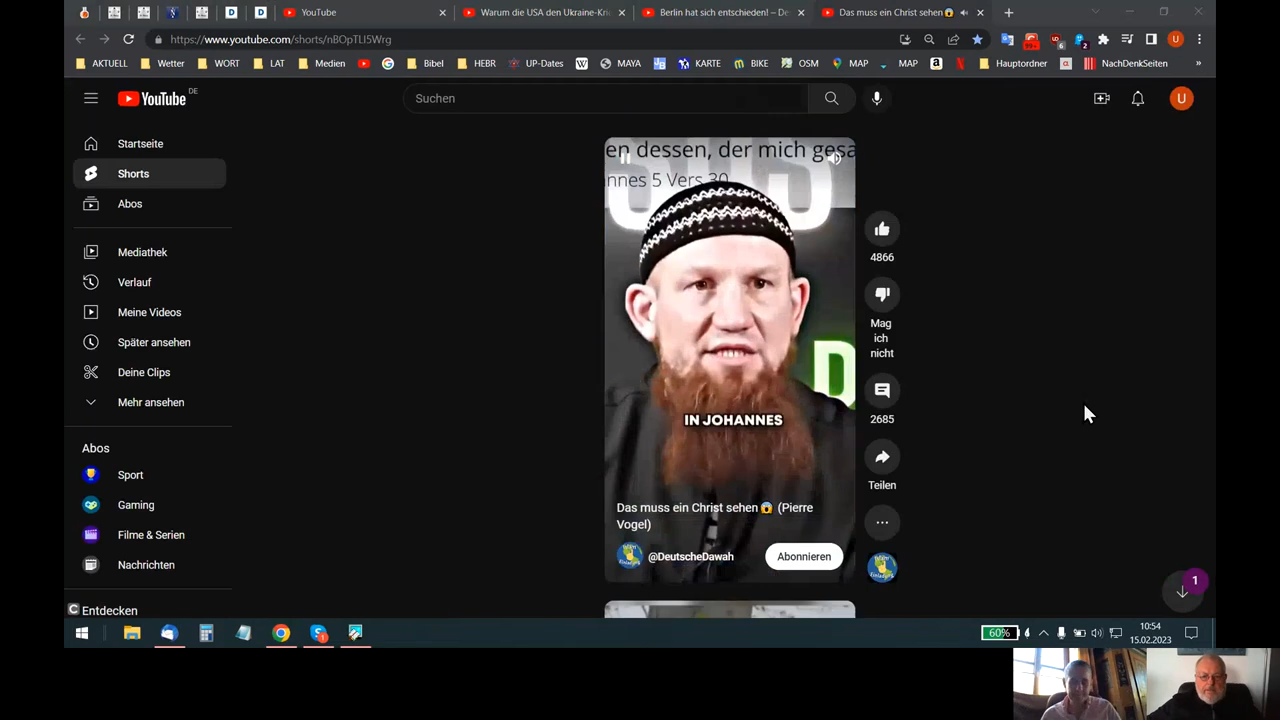 YouTube
Warum die USA den Ukraine-Kri
Berlin hat sich entschieden! – De
Das muss ein Christ sehen😱
https://www.youtube.com/shorts/nBOpTLI5Wrg
99+
6
2
U
AKTUELL
Wetter
WORT
LAT
Medien
Bibel
HEBR
UP-Dates
MAYA
KARTE
BIKE
OSM
MAP
MAP
Hauptordner
NachDenkSeiten
»
YouTube DE
Suchen
U
Startseite
Shorts
Abos
Mediathek
Verlauf
Meine Videos
Später ansehen
Deine Clips
Mehr ansehen
Abos
Sport
Gaming
Filme & Serien
Nachrichten
Entdecken
en dessen, der mich gesa
nnes 5 Vers 30
IN JOHANNES
D
Das muss ein Christ sehen 😱 (Pierre
Vogel)
@DeutscheDawah
Abonnieren
4866
Mag
ich
nicht
2685
Teilen
1
60%
10:54
15.02.2023